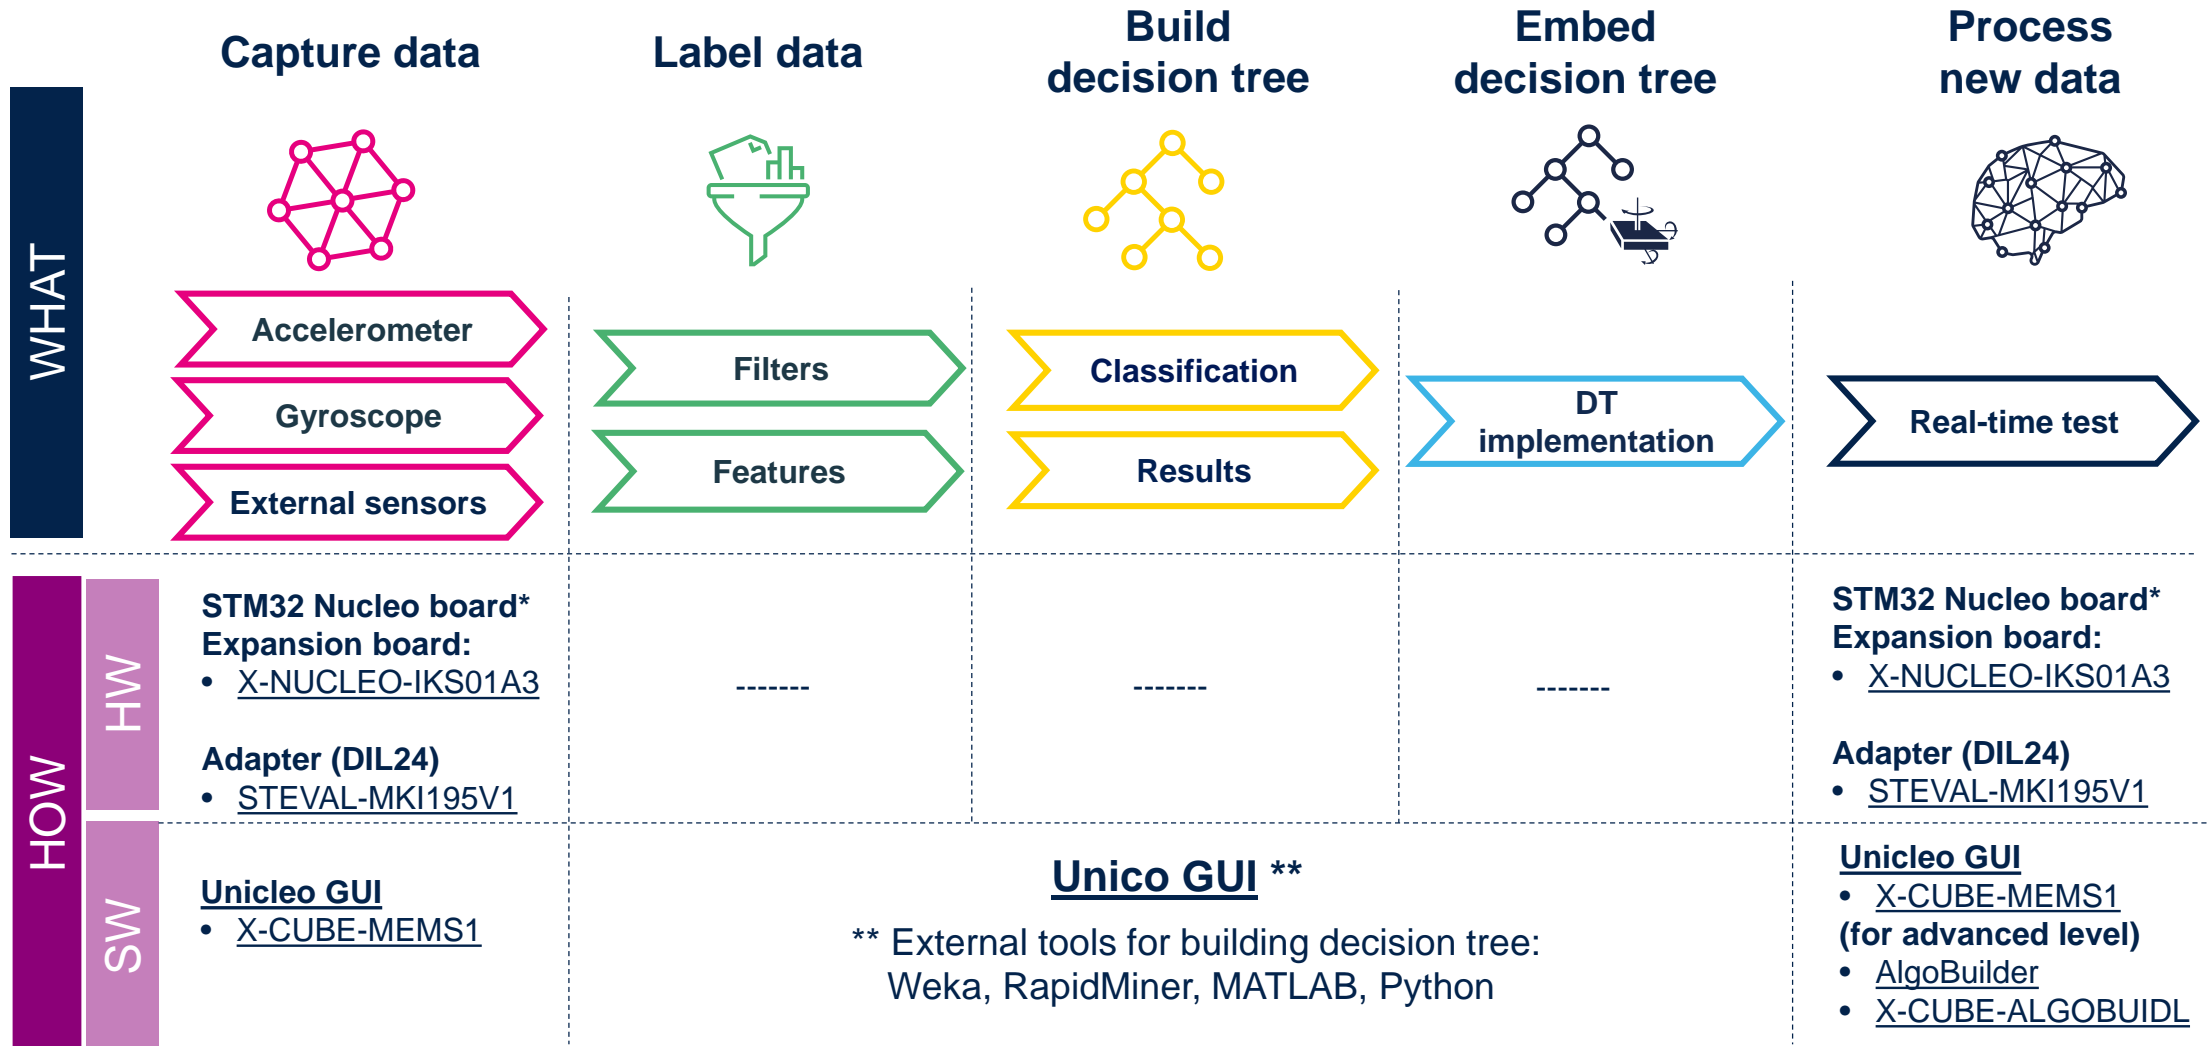 Capture data
Label data
Build
decision tree
Embed
decision tree
Process
new data
WHAT
Accelerometer
Gyroscope
External sensors
Filters
Features
Classification
Results
DT
implementation
Real-time test
HOW
HW
STM32 Nucleo board*
Expansion board:
• X-NUCLEO-IKS01A3
Adapter (DIL24)
• STEVAL-MKI195V1
-------
-------
-------
STM32 Nucleo board*
Expansion board:
• X-NUCLEO-IKS01A3
Adapter (DIL24)
• STEVAL-MKI195V1
SW
Unicleo GUI
• X-CUBE-MEMS1
Unico GUI **
** External tools for building decision tree:
Weka, RapidMiner, MATLAB, Python
Unicleo GUI
• X-CUBE-MEMS1
(for advanced level)
• AlgoBuilder
• X-CUBE-ALGOBUIDL